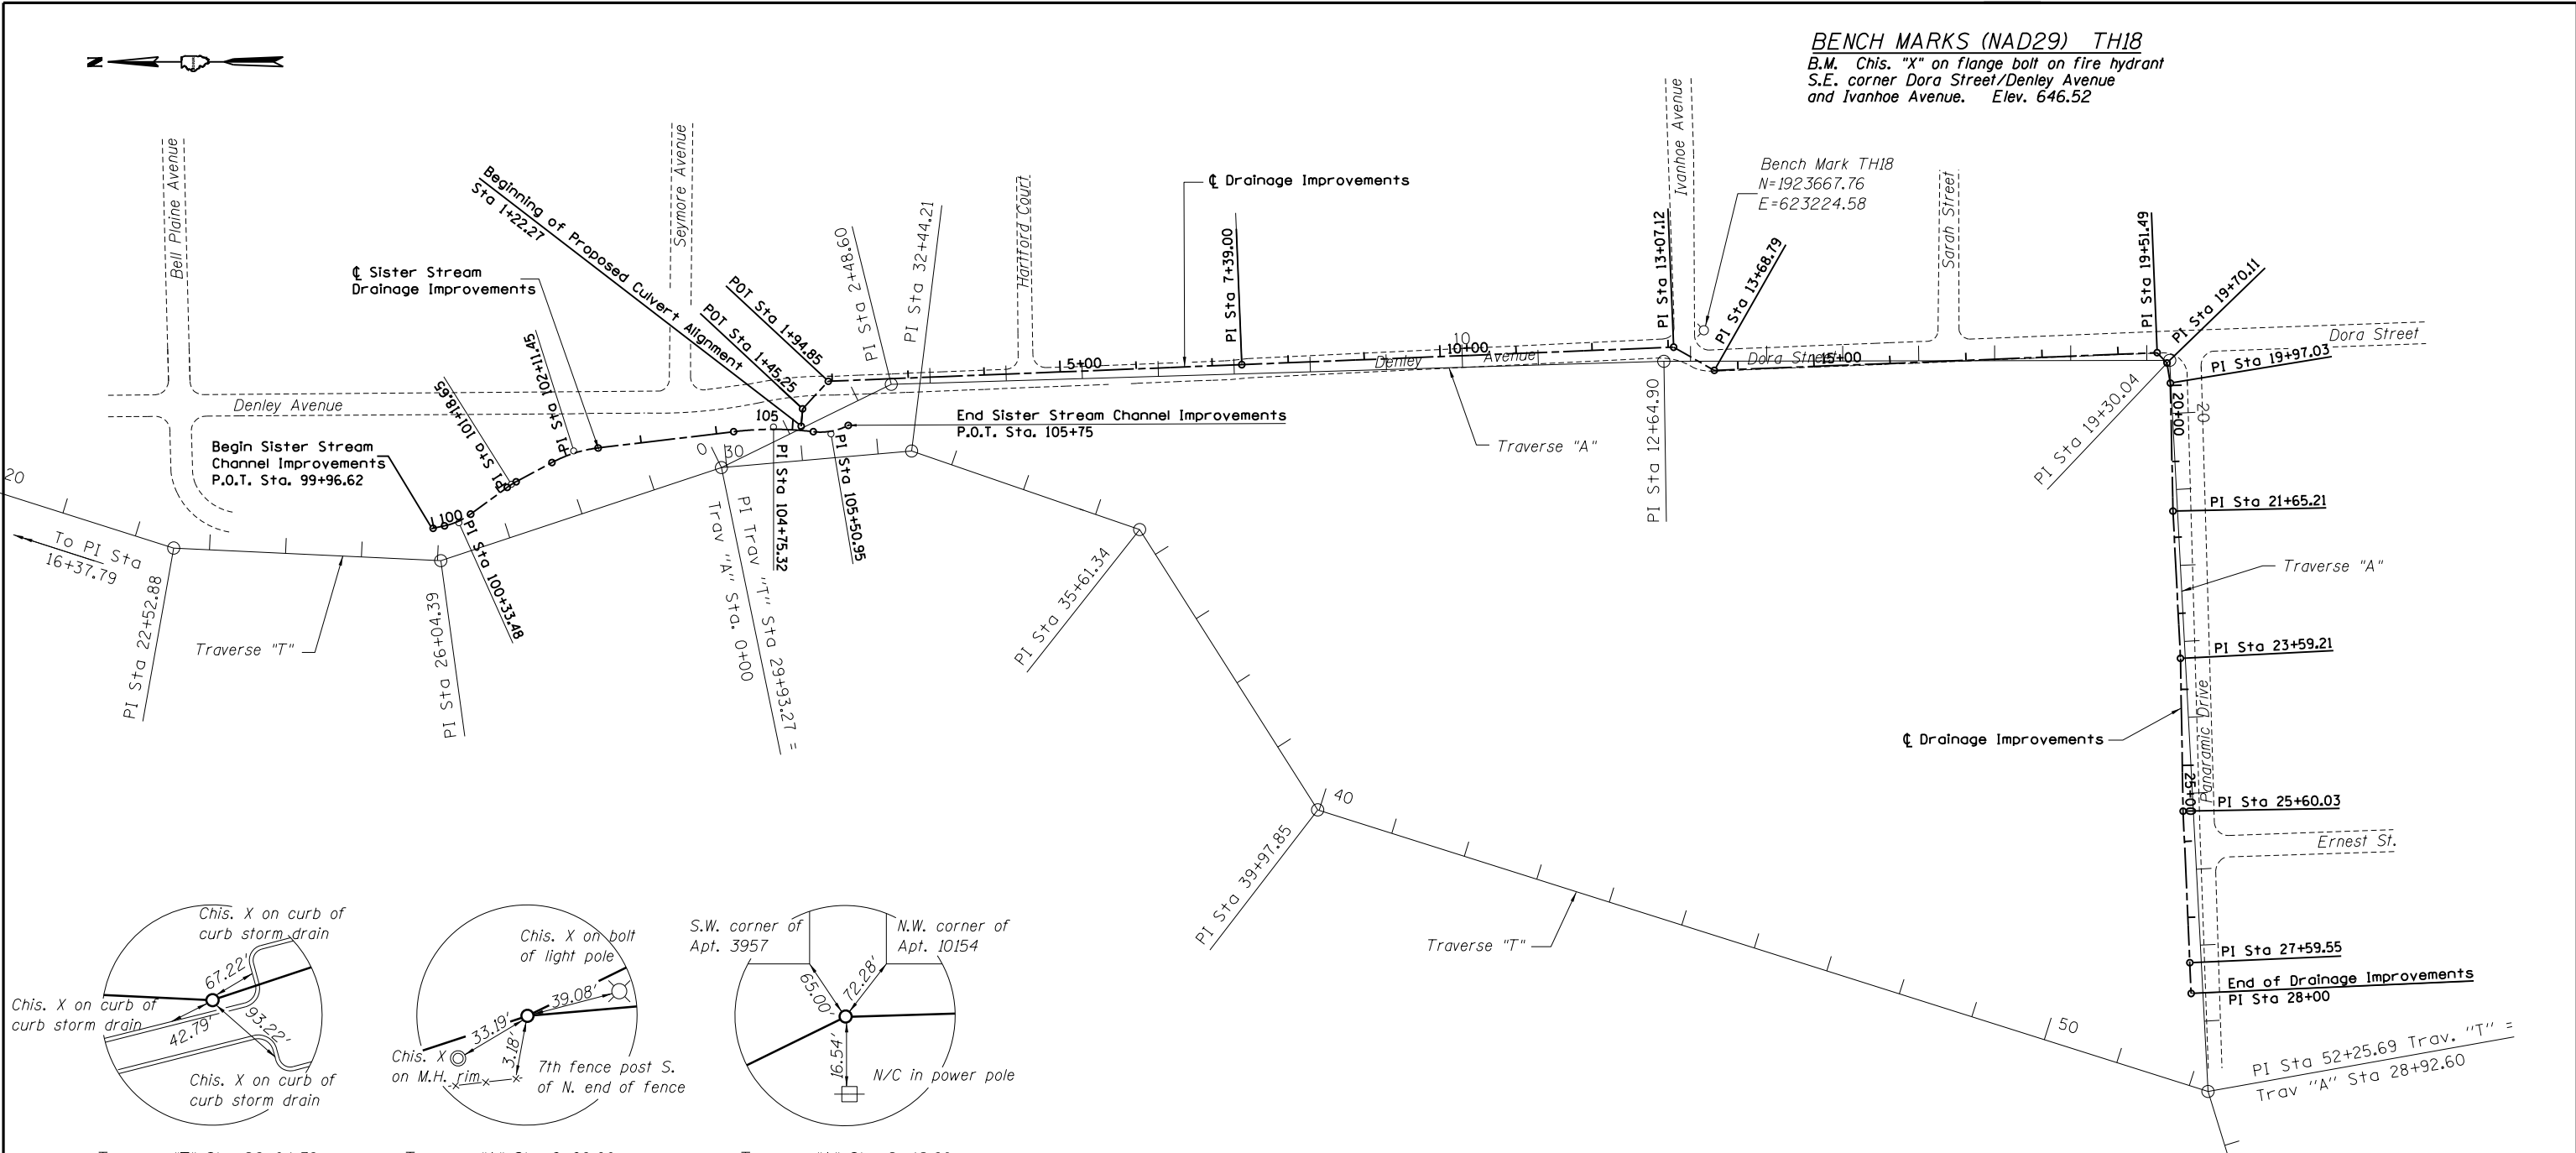 N
BENCH MARKS (NAD29) TH18
B.M. Chis. "X" on flange bolt on fire hydrant
S.E. corner Dora Street/Denley Avenue
and Ivanhoe Avenue. Elev. 646.52
Bell Plaine Avenue
Seymore Avenue
Hartford Court
Ivanhoe Avenue
Sarah Street
Bench Mark TH18
N=1923667.76
E=623224.58
Beginning of Proposed Culvert Alignment
Sta 1+22.27
POT Sta 1+94.85
POT Sta 1+45.25
PI Sta 2+48.60
PI Sta 32+44.21
℄ Drainage Improvements
PI Sta 7+39.00
PI Sta 13+07.12
PI Sta 13+68.79
PI Sta 19+51.49
PI Sta 19+70.11
PI Sta 19+97.03
℄ Sister Stream
Drainage Improvements
PI Sta 102+11.45
PI Sta 101+18.65
Denley Avenue
5+00
10
10+00
Denley Avenue
Dora Street
15+00
Dora Street
Begin Sister Stream
Channel Improvements
P.O.T. Sta. 99+96.62
End Sister Stream Channel Improvements
P.O.T. Sta. 105+75
105
0
30
100
20
To PI Sta
16+37.79
PI Sta 22+52.88
Traverse "T"
PI Sta 26+04.39
PI Sta 100+33.48
PI Trav "T" Sta 29+93.27 =
Trav "A" Sta. 0+00
PI Sta 104+75.32
PI Sta 105+50.95
PI Sta 35+61.34
Traverse "A"
PI Sta 12+64.90
PI Sta 19+30.04
20+00
20
PI Sta 21+65.21
Traverse "A"
PI Sta 23+59.21
Panaramic Drive
℄ Drainage Improvements
25+00
PI Sta 25+60.03
Ernest St.
PI Sta 27+59.55
End of Drainage Improvements
PI Sta 28+00
40
PI Sta 39+97.85
Traverse "T"
50
PI Sta 52+25.69 Trav. "T" =
Trav "A" Sta 28+92.60
Chis. X on curb of
curb storm drain
67.22'
Chis. X on curb of
curb storm drain
42.79'
93.22'
Chis. X on curb of
curb storm drain
Chis. X on bolt
of light pole
39.08'
33.19'
3.18'
Chis. X
on M.H. rim
7th fence post S.
of N. end of fence
S.W. corner of
Apt. 3957
N.W. corner of
Apt. 10154
65.00'
72.28'
16.54'
N/C in power pole